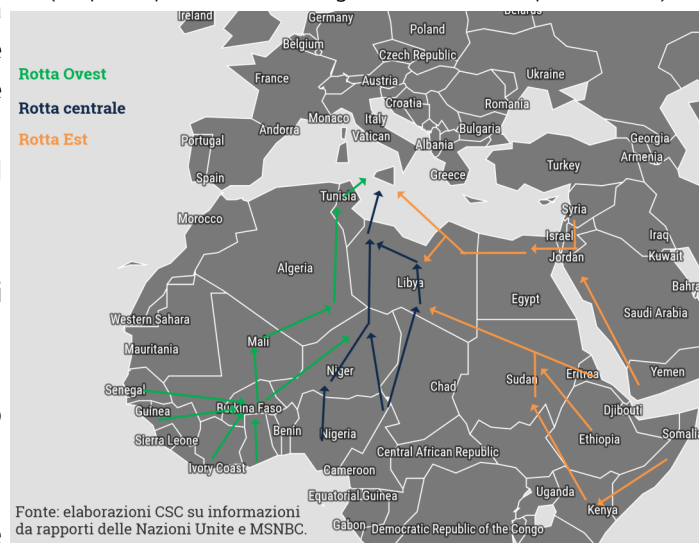 Ireland
Germany
Poland
Belgium
Czech Republic
Ukraine
France
Austria
Croatia
Romania
Monaco
Italy
Andorra
Vatican
Bulgaria
Georgia
Portugal
Albania
Armenia
Spain
Greece
Turkey
Rotta Ovest
Rotta centrale
Rotta Est
Tunisia
Syria
Morocco
Israel
Iraq
Jordan
Kuwait
Algeria
Libya
Egypt
Bahra
Western Sahara
Saudi Arabia
Mauritania
Mali
Niger
Chad
Sudan
Eritrea
Yemen
Senegal
Guinea
Burkina Faso
Djibouti
Sierra Leone
Benin
Nigeria
Ethiopia
Somali
Ivory Coast
Central African Republic
Cameroon
Equatorial Guinea
Uganda
Kenya
Gabon
Democratic Republic of the Congo
Fonte: elaborazioni CSC su informazioni
da rapporti delle Nazioni Unite e MSNBC.